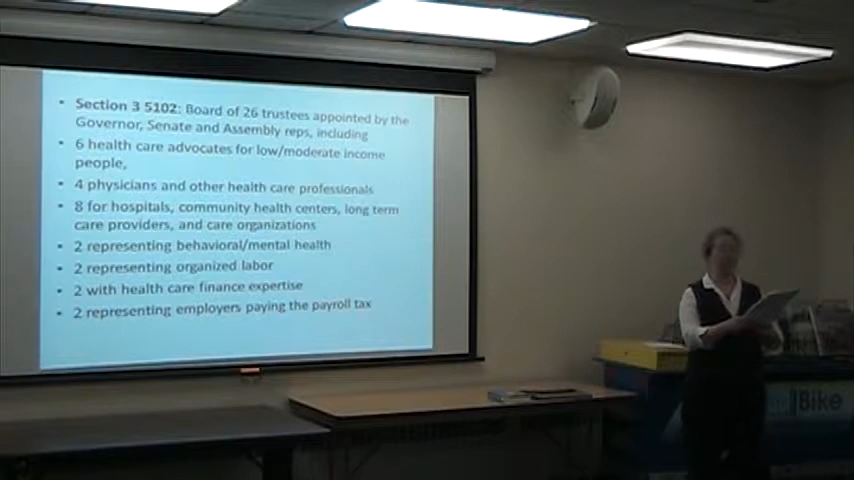 • Section 3 5102: Board of 26 trustees appointed by the
Governor, Senate and Assembly reps, including
• 6 health care advocates for low/moderate income
people,
• 4 physicians and other health care professionals
• 8 for hospitals, community health centers, long term
care providers, and care organizations
• 2 representing behavioral/mental health
• 2 representing organized labor
• 2 with health care finance expertise
• 2 representing employers paying the payroll tax
Bike